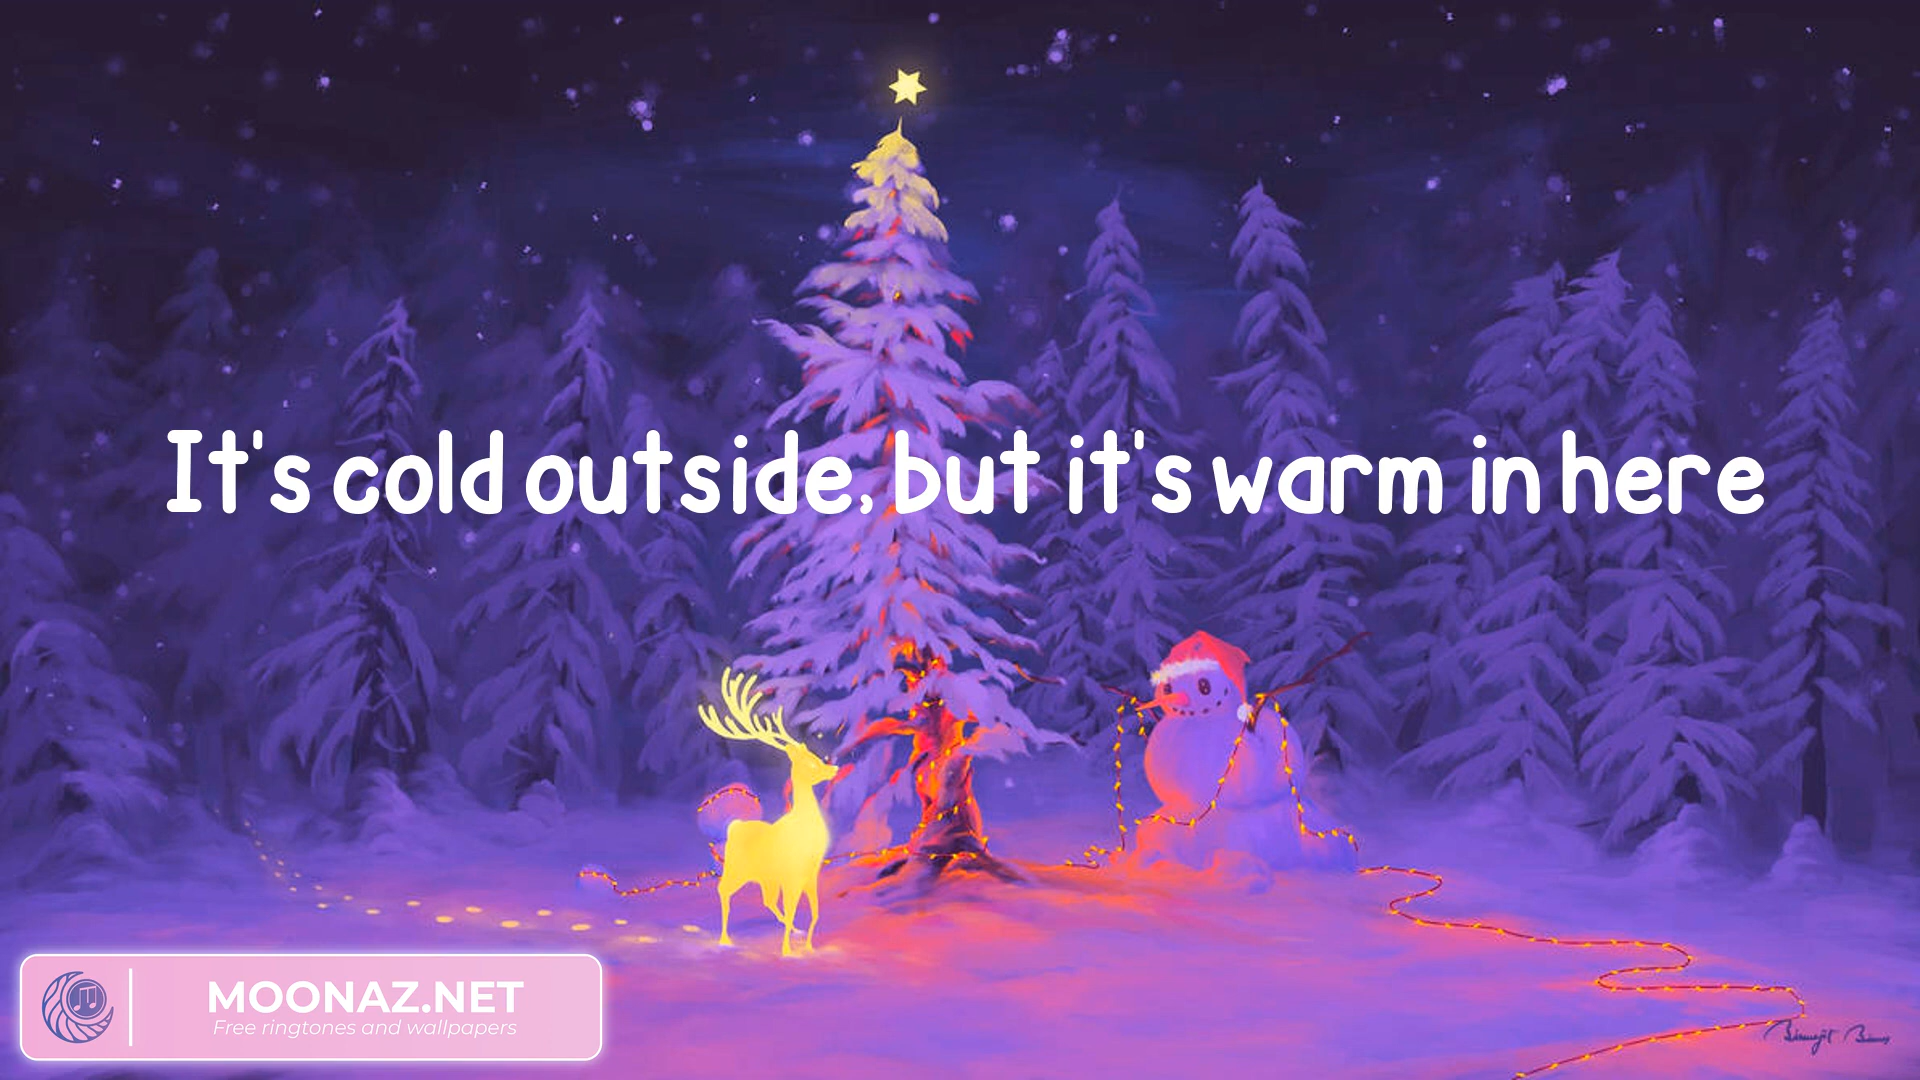 It's cold outside, but it's warm in here
MOONAZ.NET
Free ringtones and wallpapers